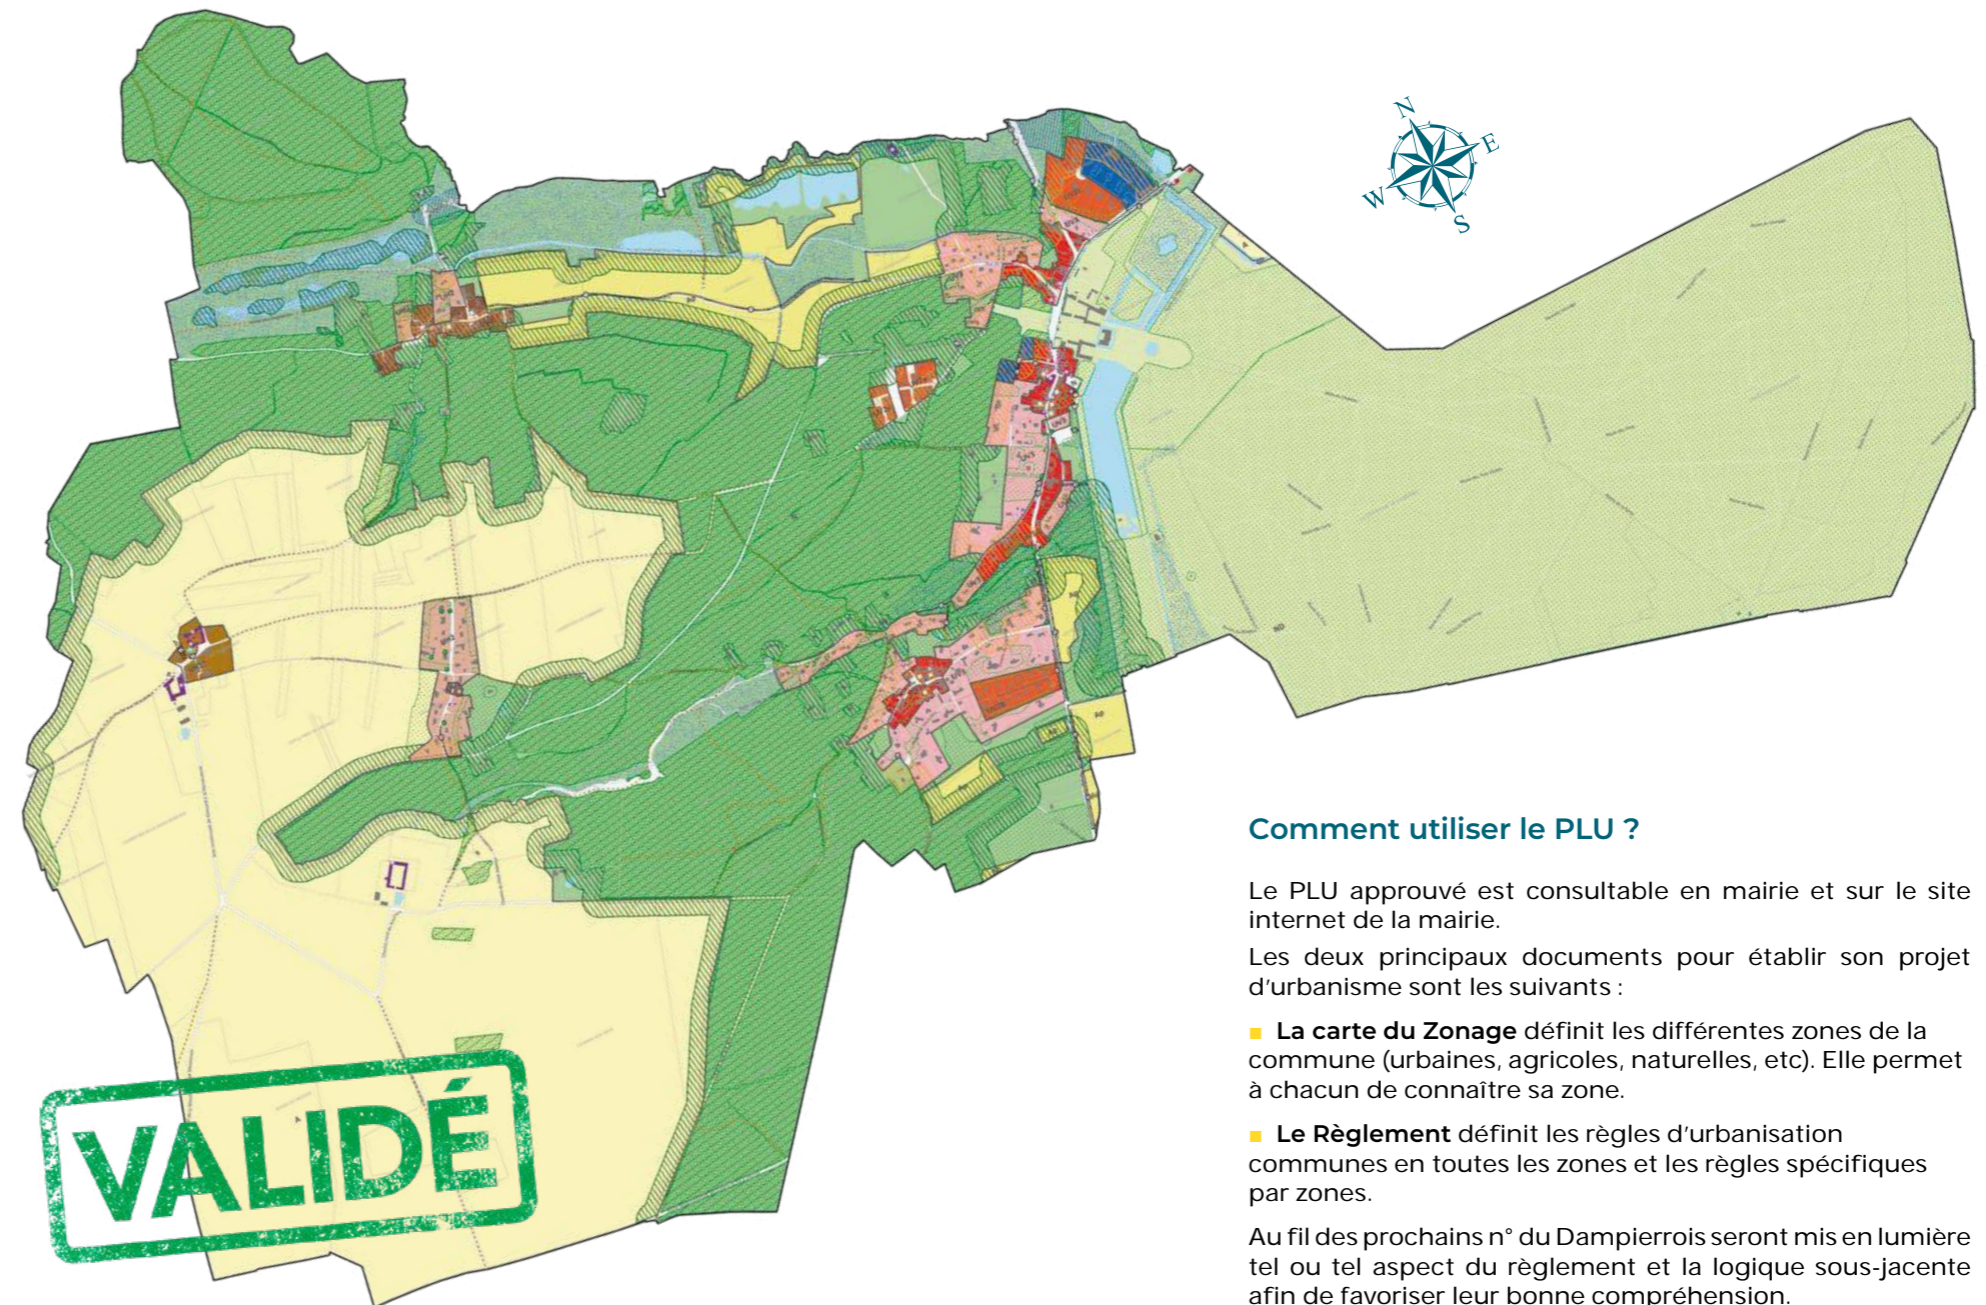 N
E
W
S
VALIDÉ
Comment utiliser le PLU ?
Le PLU approuvé est consultable en mairie et sur le site
internet de la mairie.
Les deux principaux documents pour établir son projet
d'urbanisme sont les suivants :
▪ La carte du Zonage définit les différentes zones de la
commune (urbaines, agricoles, naturelles, etc). Elle permet
à chacun de connaître sa zone.
▪ Le Règlement définit les règles d'urbanisation
communes en toutes les zones et les règles spécifiques
par zones.
Au fil des prochains n° du Dampierrois seront mis en lumière
tel ou tel aspect du règlement et la logique sous-jacente
afin de favoriser leur bonne compréhension.